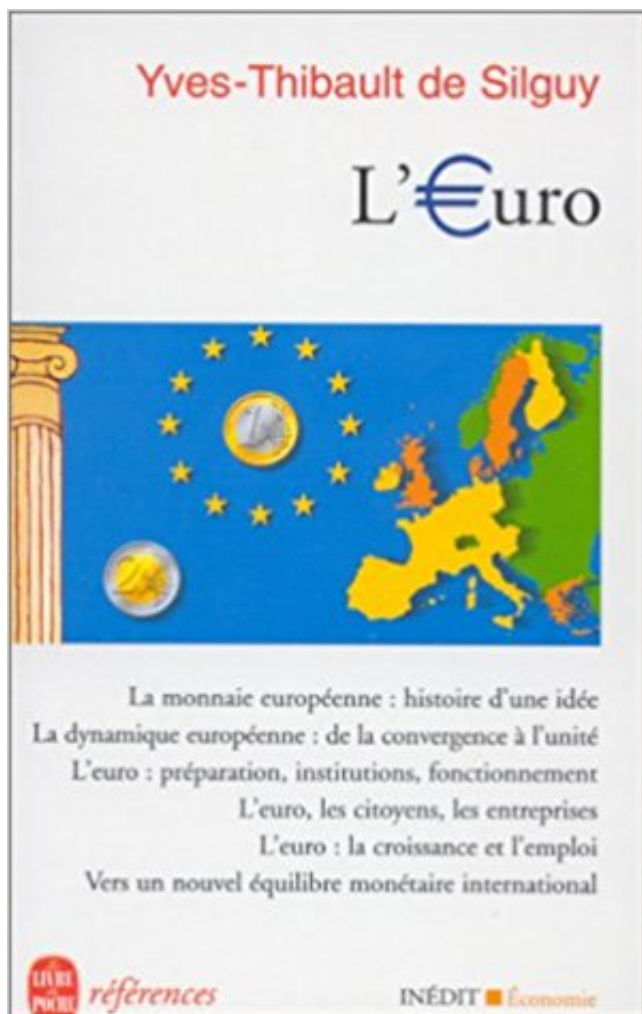 Yves-Thibault de Silguy
L'€uro
1
2
La monnaie européenne : histoire d'une idée
La dynamique européenne : de la convergence à l'unité
L'euro : préparation, institutions, fonctionnement
L'euro, les citoyens, les entreprises
L'euro : la croissance et l'emploi
Vers un nouvel équilibre monétaire international
LIVRE
POCHE
références
INÉDIT ■ Économie